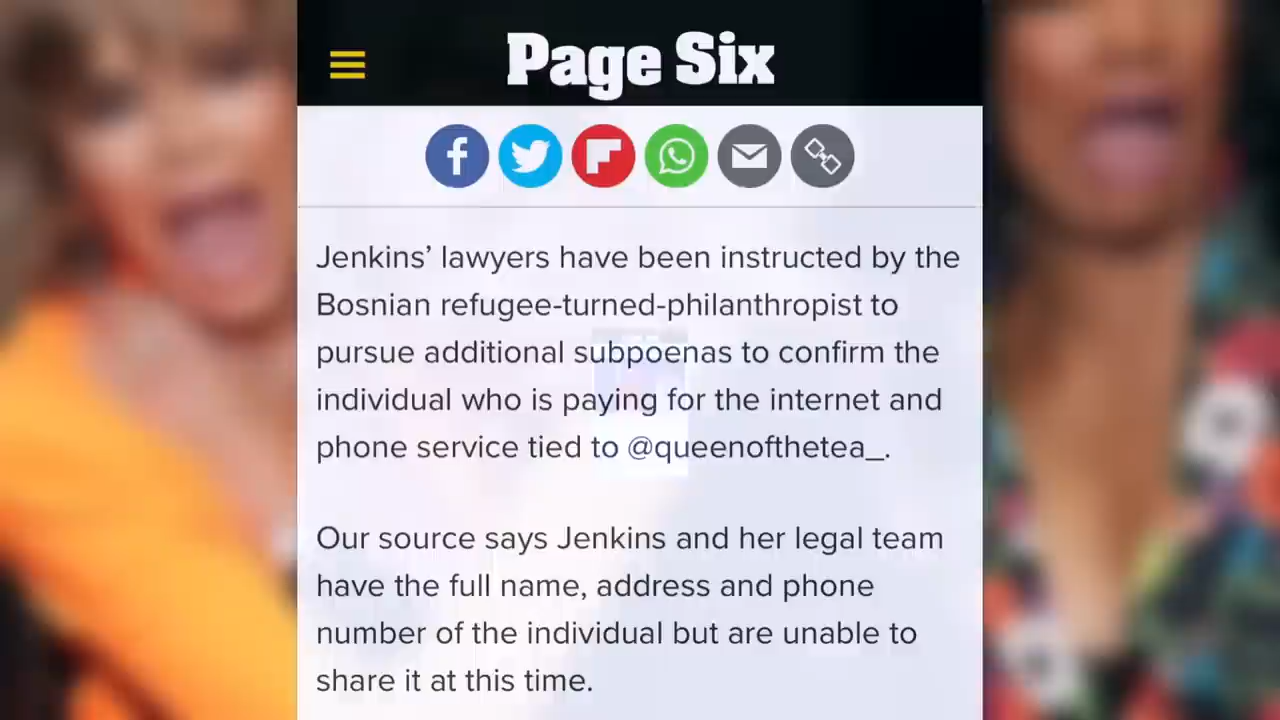 Page Six
Jenkins’ lawyers have been instructed by the
Bosnian refugee-turned-philanthropist to
pursue additional subpoenas to confirm the
individual who is paying for the internet and
phone service tied to @queenofthetea_.
Our source says Jenkins and her legal team
have the full name, address and phone
number of the individual but are unable to
share it at this time.